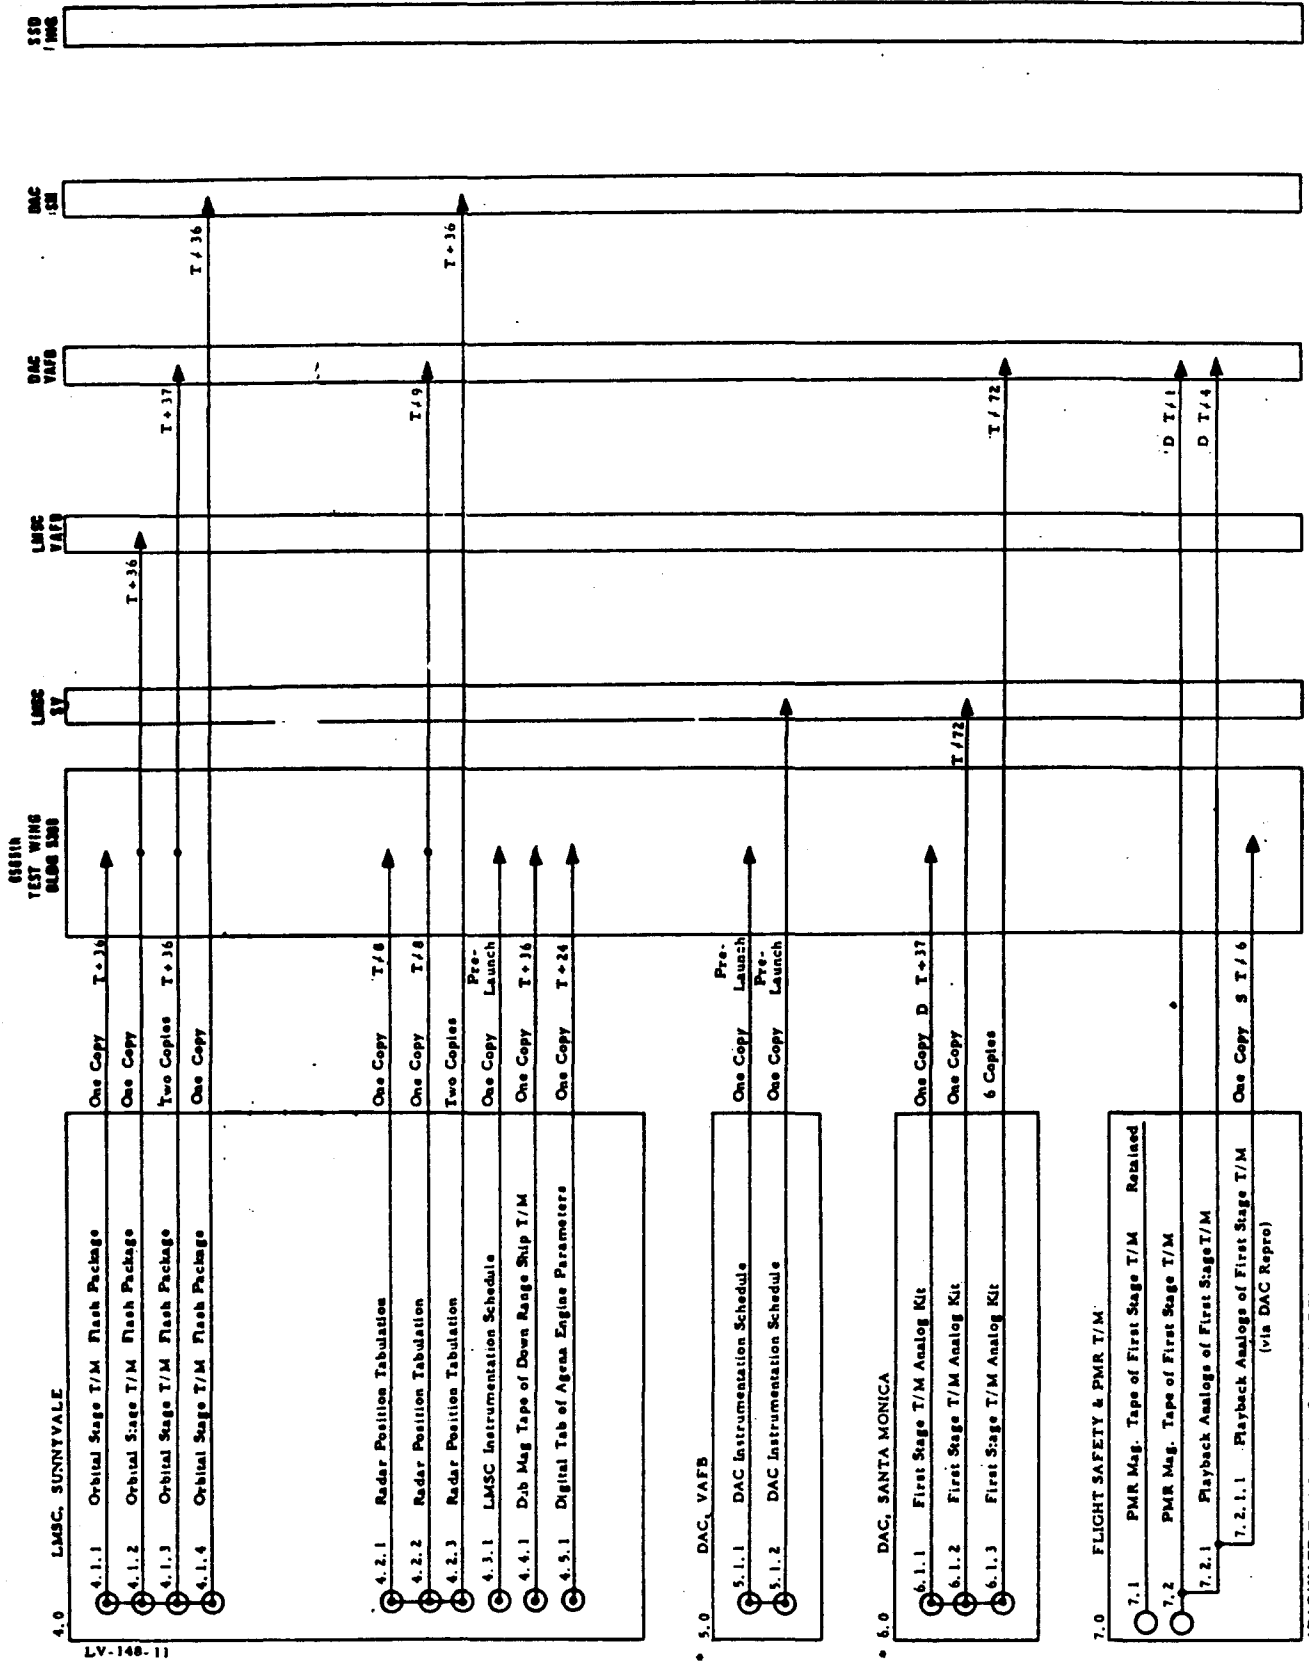 6565th
TEST WING
BLDG 5300
LMSC
SV
LMSC
VAFB
DAC
VAFB
DAC
SM
SSD
4.0 LMSC, SUNNYVALE
4.1.1 Orbital Stage T/M Flash Package One Copy T+36
4.1.2 Orbital Stage T/M Flash Package One Copy T+36
4.1.3 Orbital Stage T/M Flash Package Two Copies T+36 T+37
4.1.4 Orbital Stage T/M Flash Package One Copy T/36
4.2.1 Radar Position Tabulation One Copy T/8
4.2.2 Radar Position Tabulation One Copy T/8 T/9
4.2.3 Radar Position Tabulation Two Copies T+36
4.3.1 LMSC Instrumentation Schedule One Copy Pre-
Launch
4.4.1 Dub Mag Tape of Down Range Ship T/M One Copy T+36
4.5.1 Digital Tab of Agena Engine Parameters One Copy T+24
* 5.0 DAC, VAFB
5.1.1 DAC Instrumentation Schedule One Copy Pre-
Launch
5.1.2 DAC Instrumentation Schedule One Copy Pre-
Launch
* 6.0 DAC, SANTA MONICA
6.1.1 First Stage T/M Analog Kit One Copy D T+37
6.1.2 First Stage T/M Analog Kit One Copy T/72
6.1.3 First Stage T/M Analog Kit 6 Copies T/72
7.0 FLIGHT SAFETY & PMR T/M
7.1 PMR Mag. Tape of First Stage T/M Retained
7.2 PMR Mag. Tape of First Stage T/M * D T/1
7.2.1 Playback Analogs of First Stage T/M D T/4
7.2.1.1 Playback Analogs of First Stage T/M One Copy S T/6
(via DAC Repro)
LV-148-11